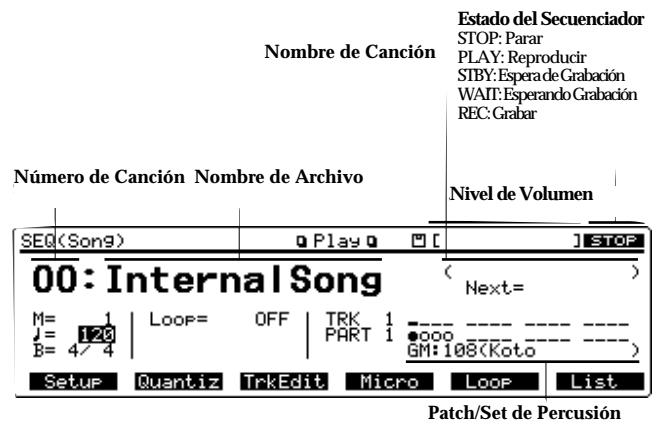 Estado del Secuenciador
STOP: Parar
PLAY: Reproducir
STBY: Espera de Grabación
WAIT: Esperando Grabación
REC: Grabar
Nombre de Canción
Número de Canción Nombre de Archivo
Nivel de Volumen
SEQ(Song) Play [ ] STOP
00:InternalSong ( )
Next=
M= 1 Loop= OFF TRK 1
♩= 120 PART 1
B= 4/ 4 GM:108(Koto )
Setup Quantiz TrkEdit Micro Loop List
Patch/Set de Percusión